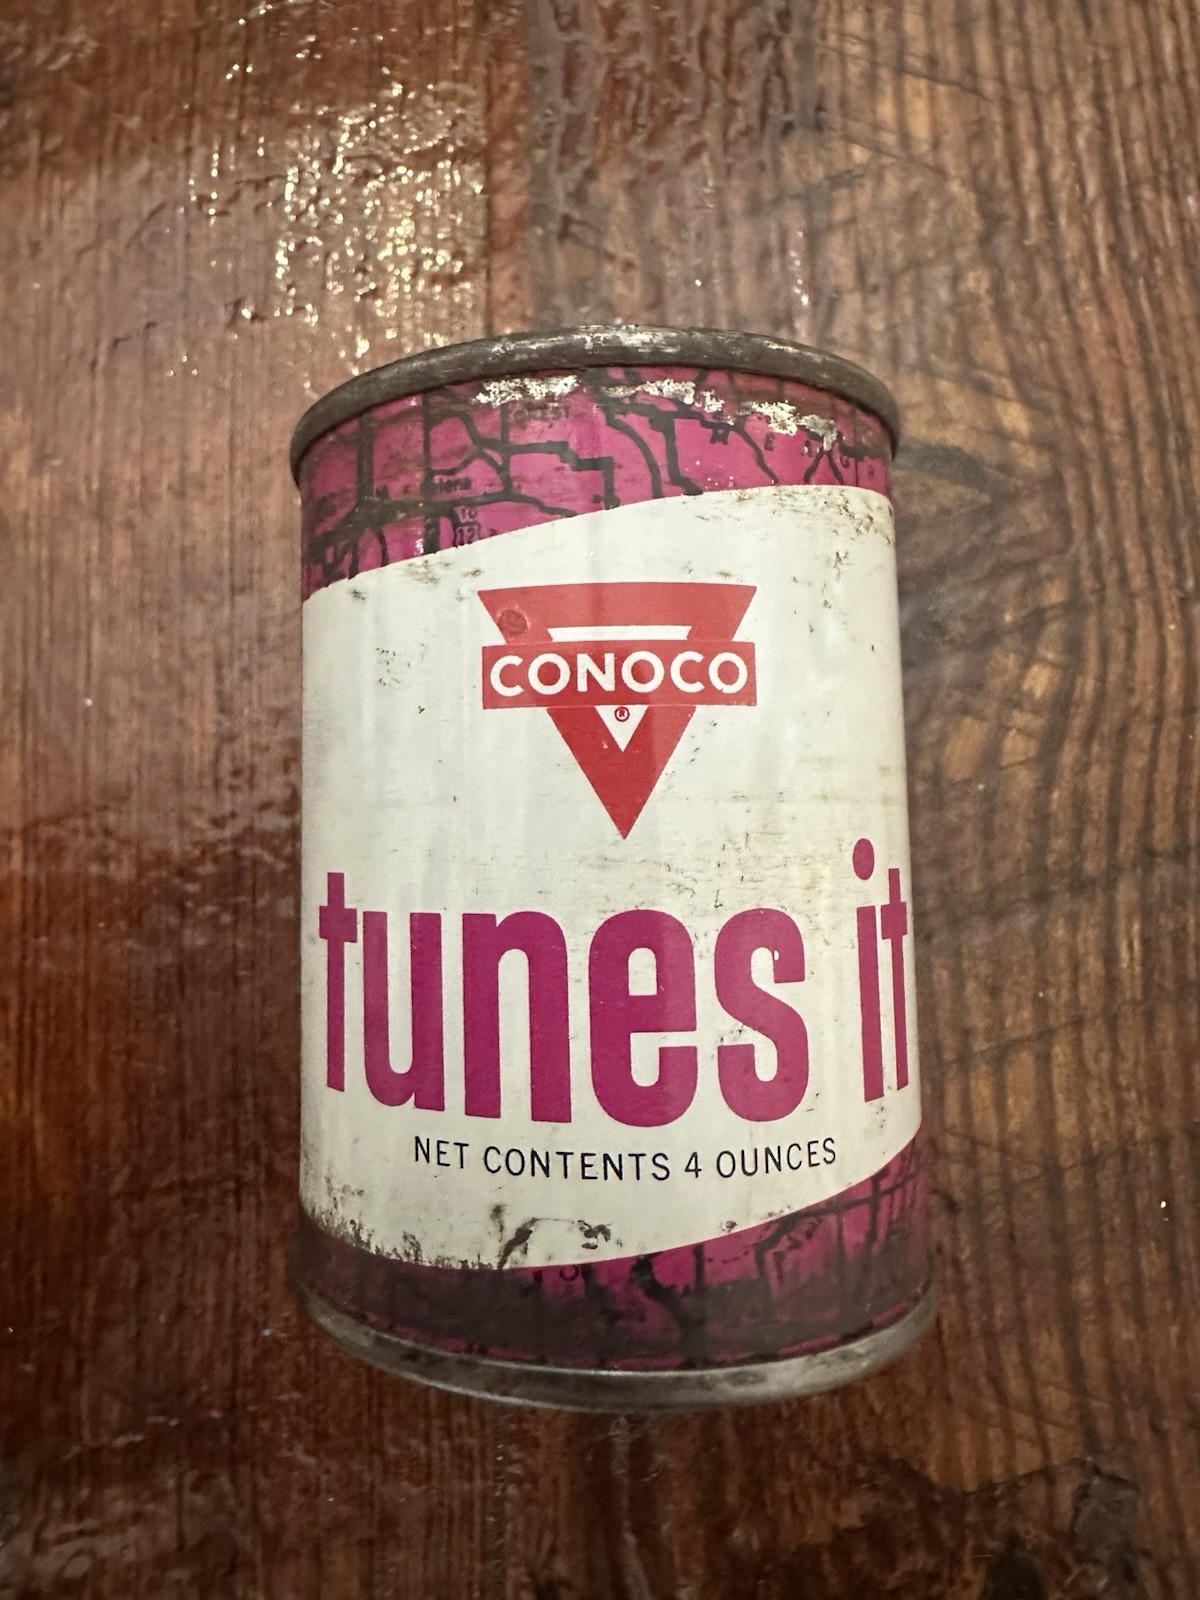 CONOCO
®
tunes it
NET CONTENTS 4 OUNCES